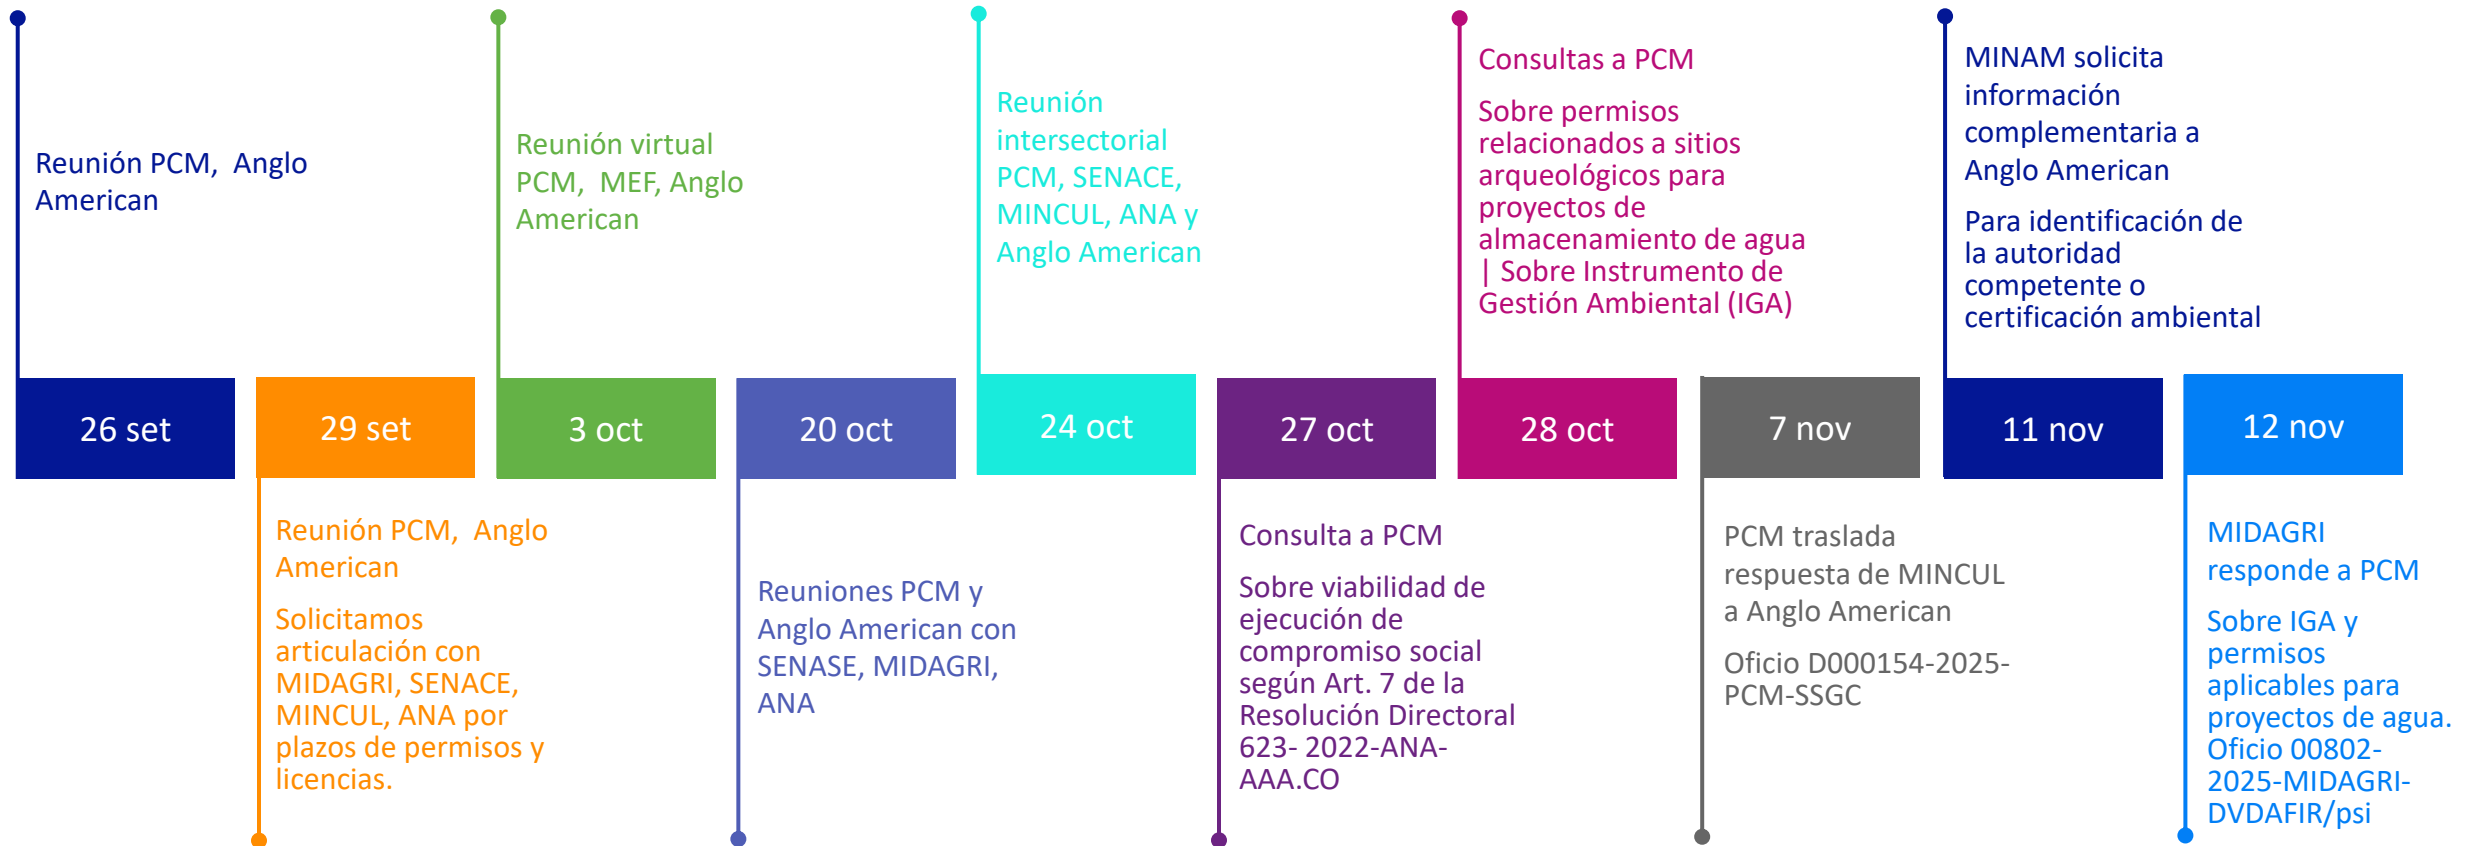 26 set
Reunión PCM, Anglo
American
29 set
Reunión PCM, Anglo
American
Solicitamos
articulación con
MIDAGRI, SENACE,
MINCUL, ANA por
plazos de permisos y
licencias.
3 oct
Reunión virtual
PCM, MEF, Anglo
American
20 oct
Reuniones PCM y
Anglo American con
SENASE, MIDAGRI,
ANA
24 oct
Reunión
intersectorial
PCM, SENACE,
MINCUL, ANA y
Anglo American
27 oct
Consulta a PCM
Sobre viabilidad de
ejecución de
compromiso social
según Art. 7 de la
Resolución Directoral
623- 2022-ANA-
AAA.CO
28 oct
Consultas a PCM
Sobre permisos
relacionados a sitios
arqueológicos para
proyectos de
almacenamiento de agua
| Sobre Instrumento de
Gestión Ambiental (IGA)
7 nov
PCM traslada
respuesta de MINCUL
a Anglo American
Oficio D000154-2025-
PCM-SSGC
11 nov
MINAM solicita
información
complementaria a
Anglo American
Para identificación de
la autoridad
competente o
certificación ambiental
12 nov
MIDAGRI
responde a PCM
Sobre IGA y
permisos
aplicables para
proyectos de agua.
Oficio 00802-
2025-MIDAGRI-
DVDAFIR/psi